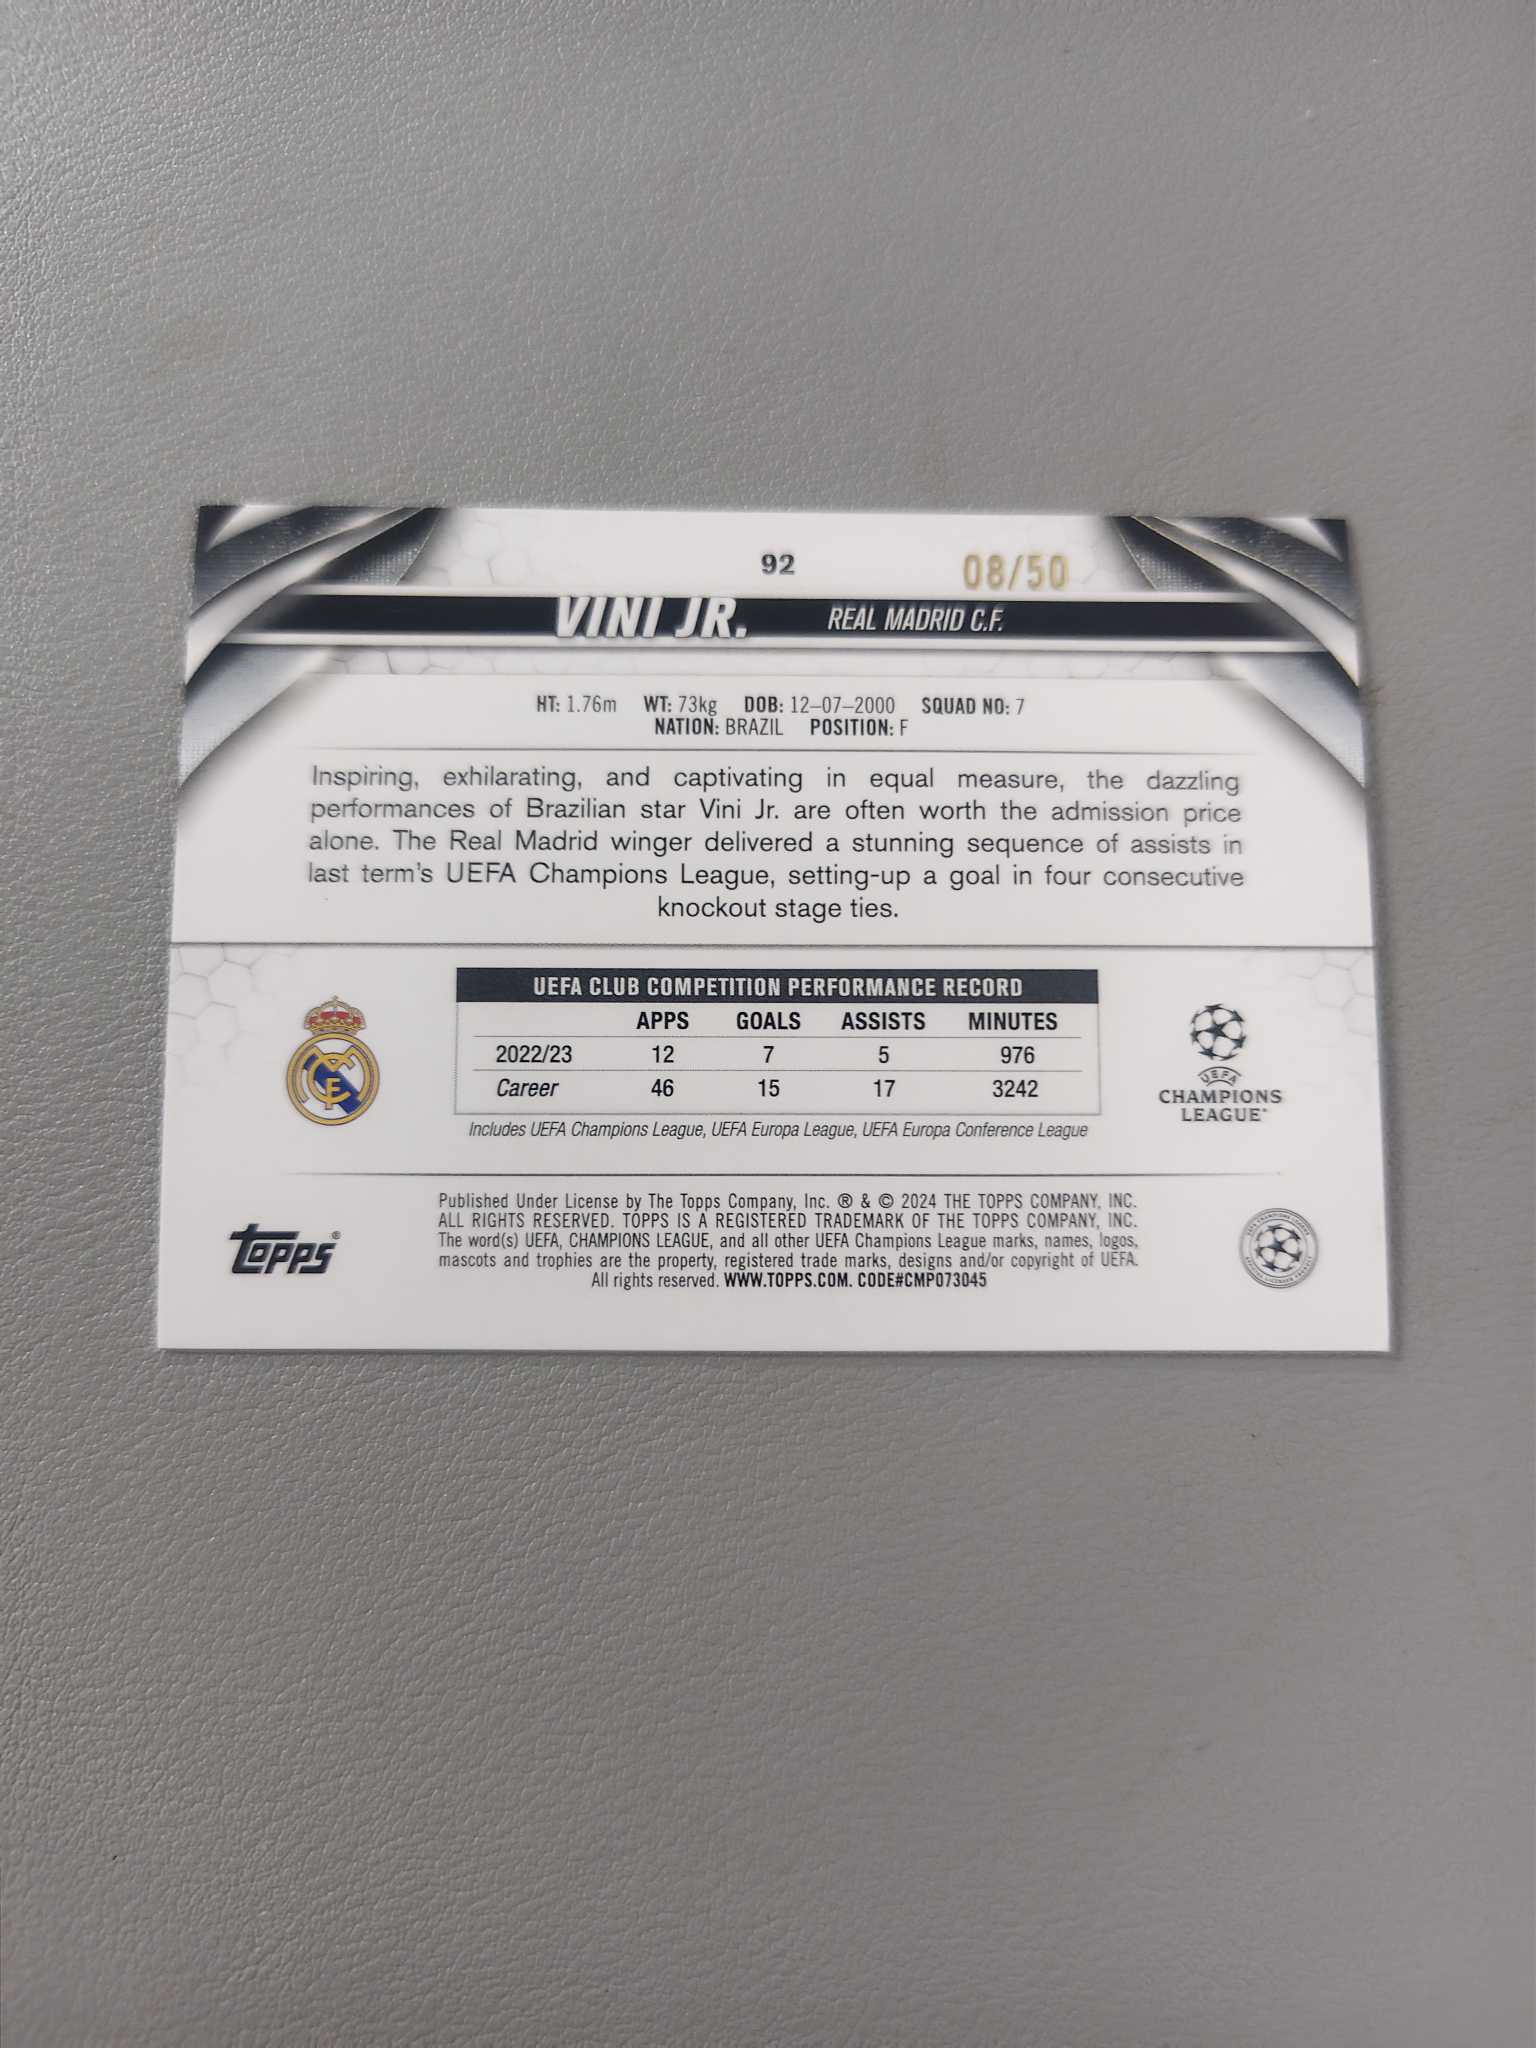 92 08/50
VINI JR. REAL MADRID C.F.
HT: 1.76m WT: 73kg DOB: 12–07–2000 SQUAD NO: 7
NATION: BRAZIL POSITION: F
Inspiring, exhilarating, and captivating in equal measure, the dazzling
performances of Brazilian star Vini Jr. are often worth the admission price
alone. The Real Madrid winger delivered a stunning sequence of assists in
last term's UEFA Champions League, setting-up a goal in four consecutive
knockout stage ties.
UEFA CLUB COMPETITION PERFORMANCE RECORD
APPS GOALS ASSISTS MINUTES
2022/23 12 7 5 976
Career 46 15 17 3242
Includes UEFA Champions League, UEFA Europa League, UEFA Europa Conference League
UEFA
CHAMPIONS
LEAGUE®
Published Under License by The Topps Company, Inc. ® & © 2024 THE TOPPS COMPANY, INC.
ALL RIGHTS RESERVED. TOPPS IS A REGISTERED TRADEMARK OF THE TOPPS COMPANY, INC.
The word(s) UEFA, CHAMPIONS LEAGUE, and all other UEFA Champions League marks, names, logos,
mascots and trophies are the property, registered trade marks, designs and/or copyright of UEFA.
All rights reserved. WWW.TOPPS.COM. CODE#CMP073045
topps®